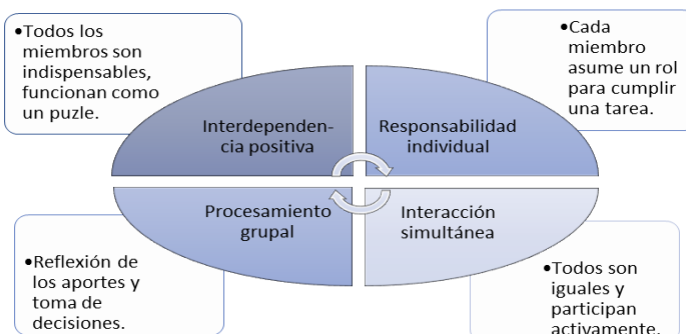 •Todos los
miembros son
indispensables,
funcionan como
un puzle.
•Cada
miembro
asume un rol
para cumplir
una tarea.
Interdependen-
cia positiva
Responsabilidad
individual
Procesamiento
grupal
Interacción
simultánea
•Reflexión de
los aportes y
toma de
decisiones.
•Todos son
iguales y
participan
activamente.